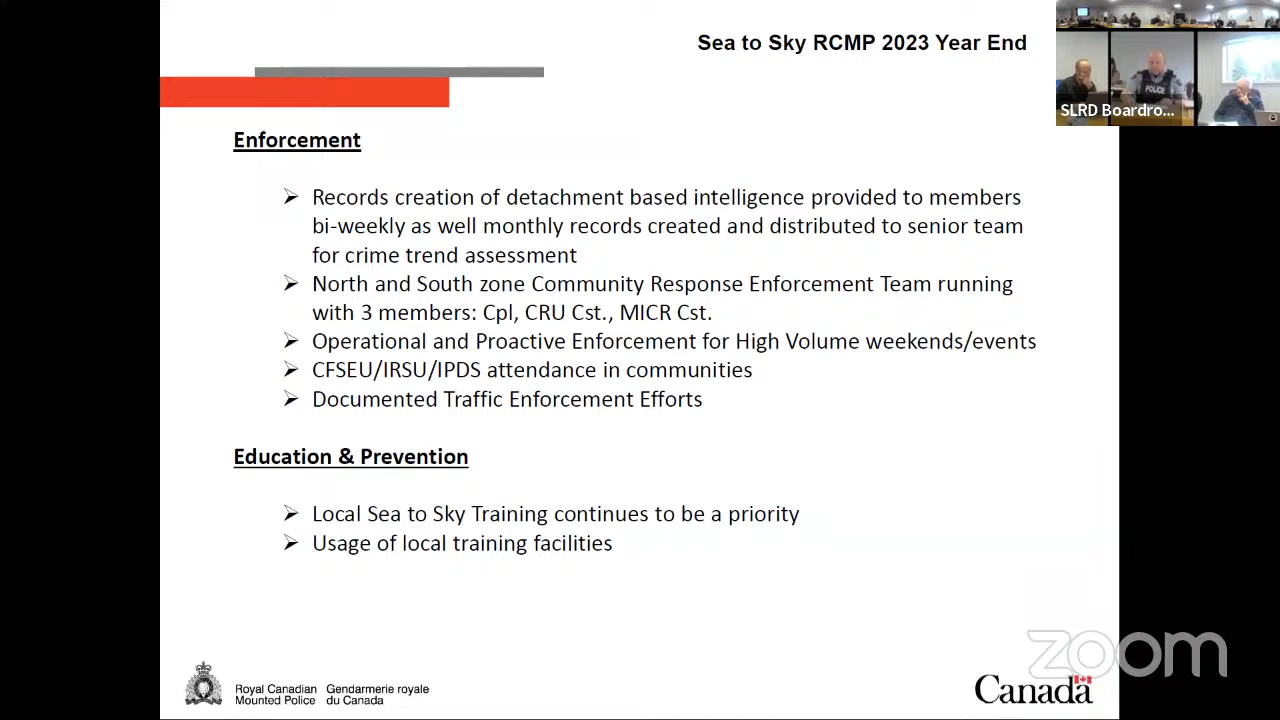 Sea to Sky RCMP 2023 Year End
POLICE
SLRD Boardro...
Enforcement
Records creation of detachment based intelligence provided to members
bi-weekly as well monthly records created and distributed to senior team
for crime trend assessment
North and South zone Community Response Enforcement Team running
with 3 members: Cpl, CRU Cst., MICR Cst.
Operational and Proactive Enforcement for High Volume weekends/events
CFSEU/IRSU/IPDS attendance in communities
Documented Traffic Enforcement Efforts
Education & Prevention
Local Sea to Sky Training continues to be a priority
Usage of local training facilities
zoom
Royal Canadian Gendarmerie royale
Mounted Police du Canada
Canada